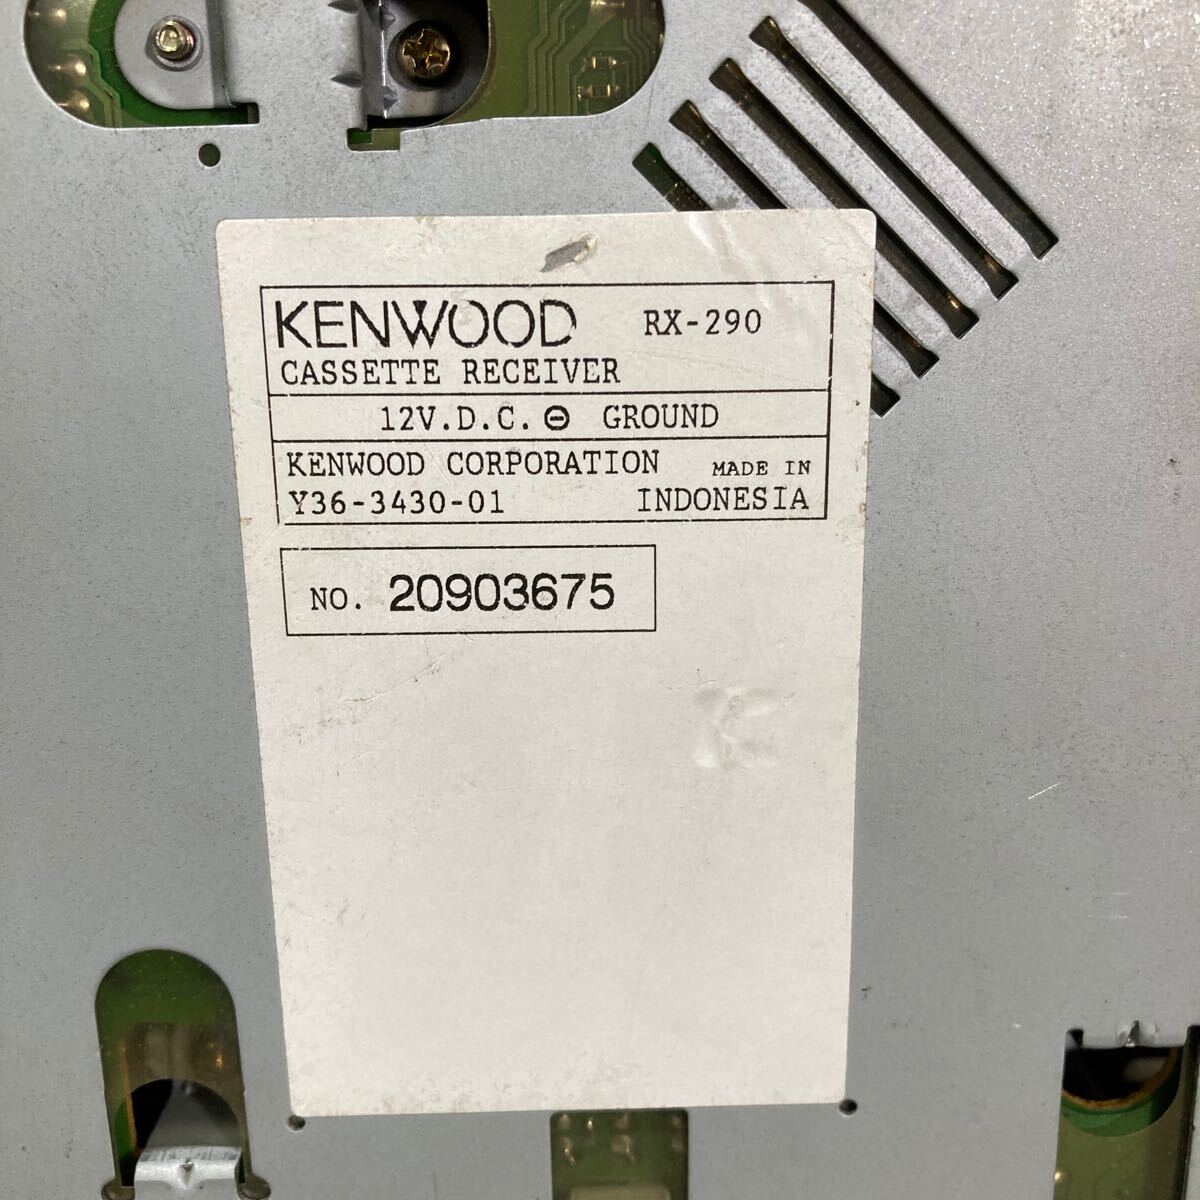 KENWOOD RX-290
CASSETTE RECEIVER
12V.D.C. ⊖ GROUND
KENWOOD CORPORATION MADE IN
Y36-3430-01 INDONESIA
NO. 20903675